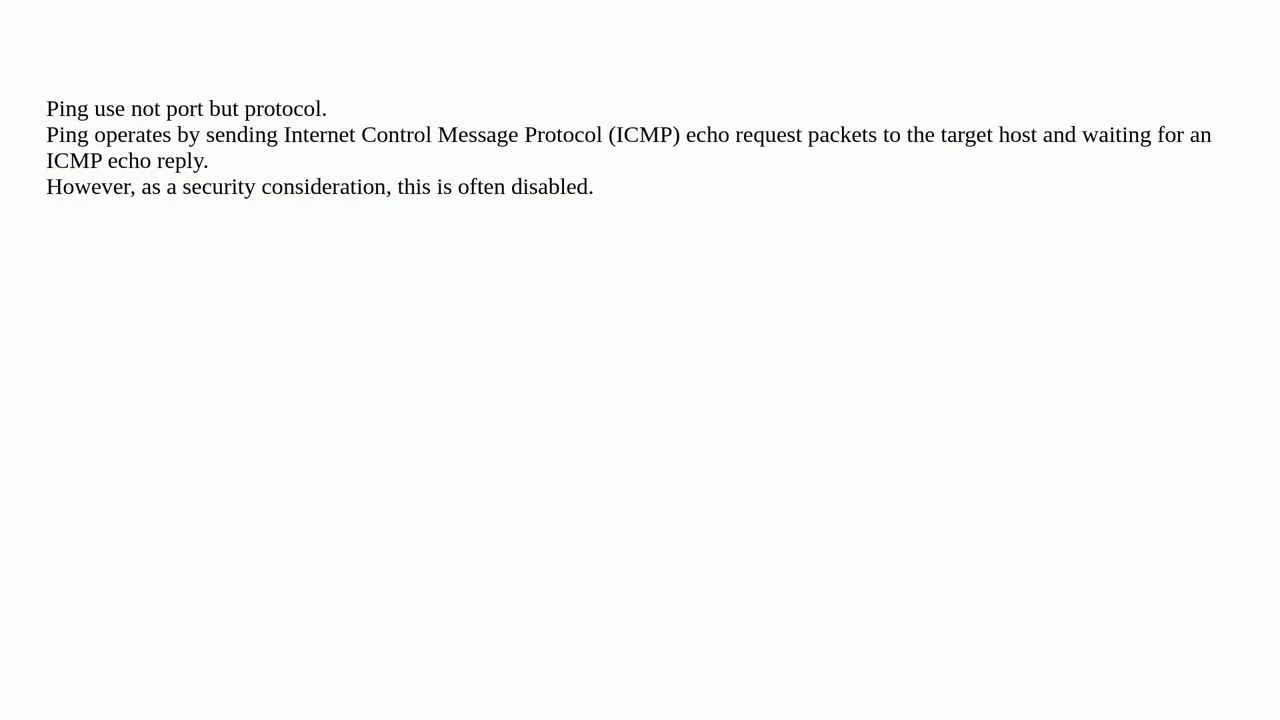 Ping use not port but protocol.
Ping operates by sending Internet Control Message Protocol (ICMP) echo request packets to the target host and waiting for an
ICMP echo reply.
However, as a security consideration, this is often disabled.